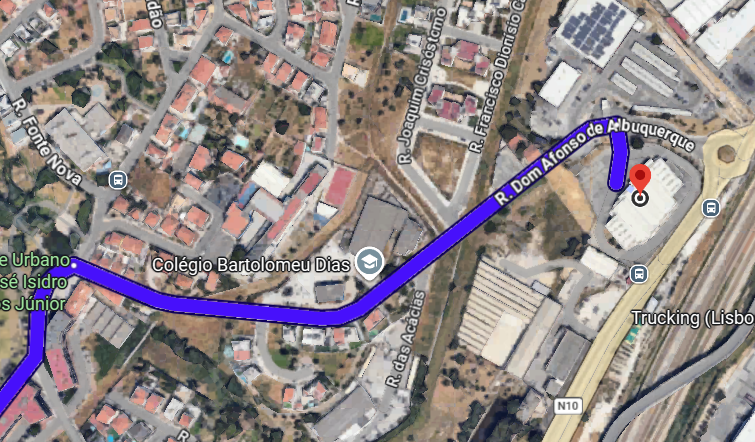 R. Joaquim Crisóstomo
R. Francisco Dionísio
R. Fonte Nova
R. Dom Afonso de Albuquerque
Colégio Bartolomeu Dias
Urbano
Isidro
Júnior
R. das Acácias
Trucking (Lisbo
N10
R